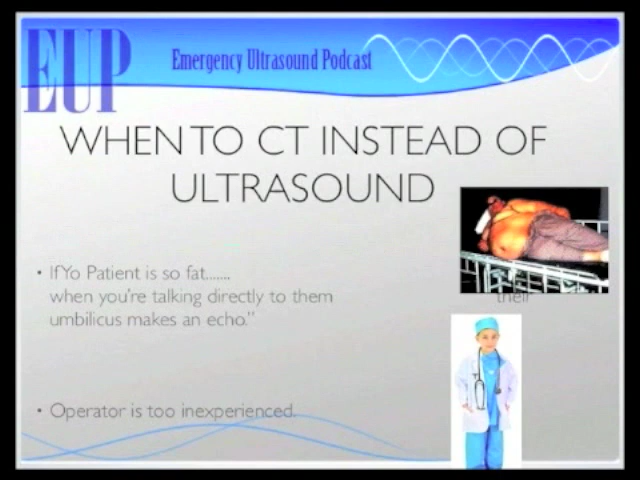 EUP
Emergency Ultrasound Podcast
WHEN TO CT INSTEAD OF
ULTRASOUND
• If Yo Patient is so fat.......
when you're talking directly to them their
umbilicus makes an echo."
• Operator is too inexperienced.